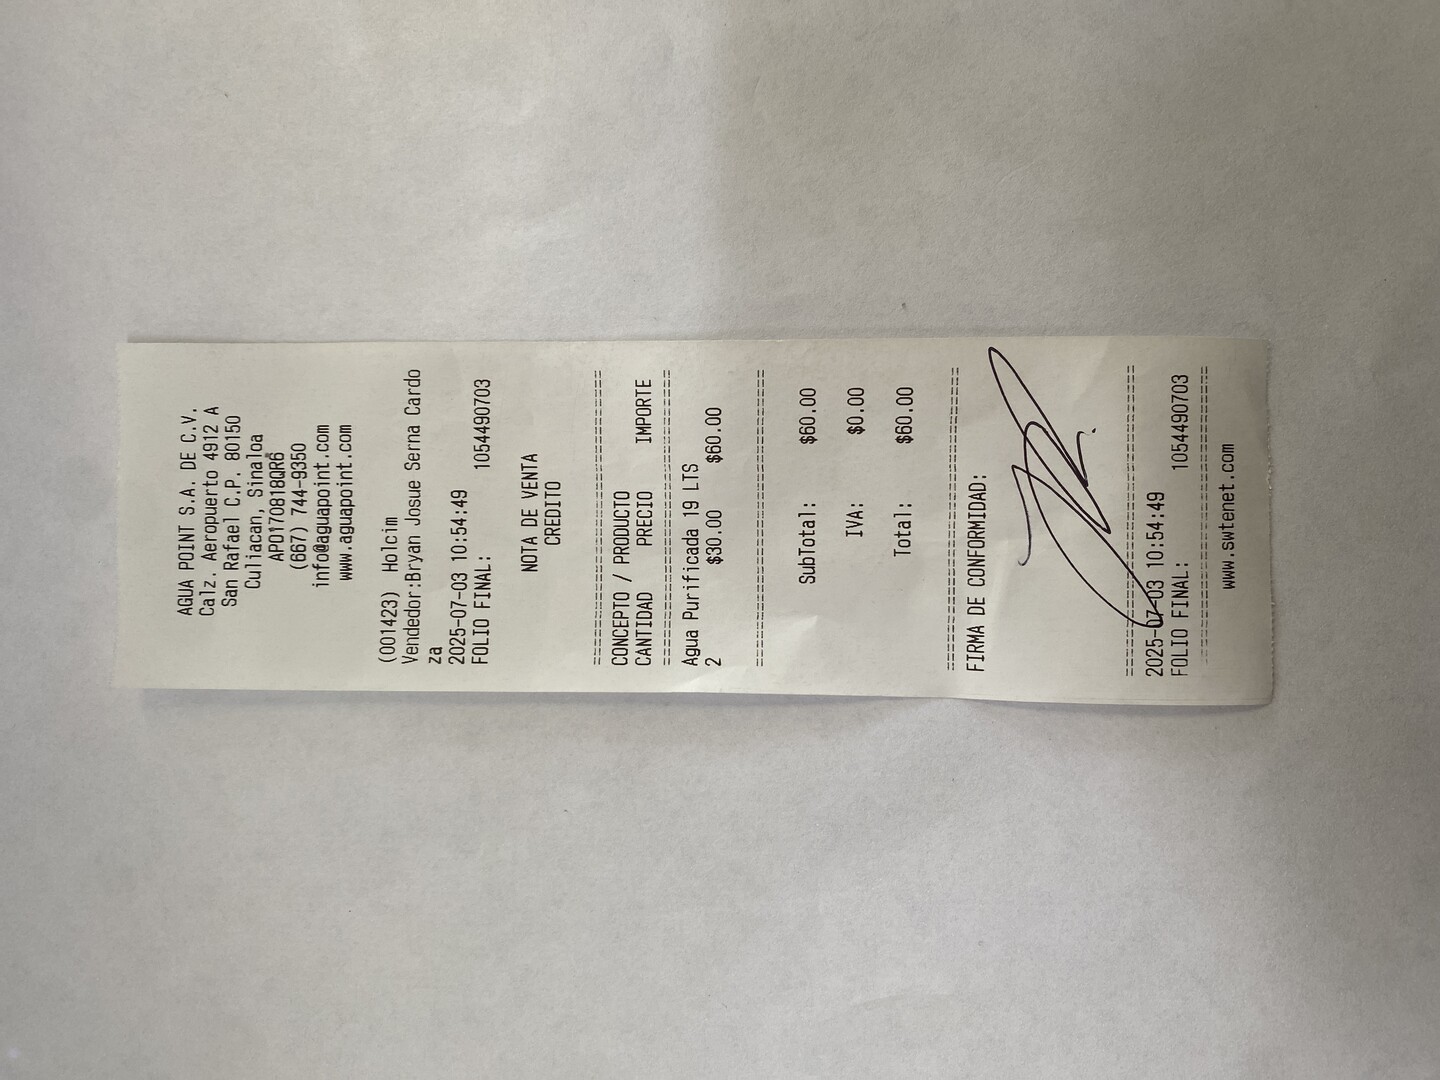 AGUA POINT S.A. DE C.V.
Calz. Aeropuerto 4912 A
San Rafael C.P. 80150
Culiacan, Sinaloa
APO170818QR6
(667) 744-9350
info@aguapoint.com
www.aguapoint.com
(001423) Holcim
Vendedor:Bryan Josue Serna Cardo
za
2025-07-03 10:54:49
FOLIO FINAL: 1054490703
NOTA DE VENTA
CREDITO
================================
CONCEPTO / PRODUCTO
CANTIDAD PRECIO IMPORTE
================================
Agua Purificada 19 LTS
2 $30.00 $60.00
================================
SubTotal: $60.00
IVA: $0.00
Total: $60.00
================================
FIRMA DE CONFORMIDAD:
================================
2025-07-03 10:54:49
FOLIO FINAL: 1054490703
================================
www.swtenet.com